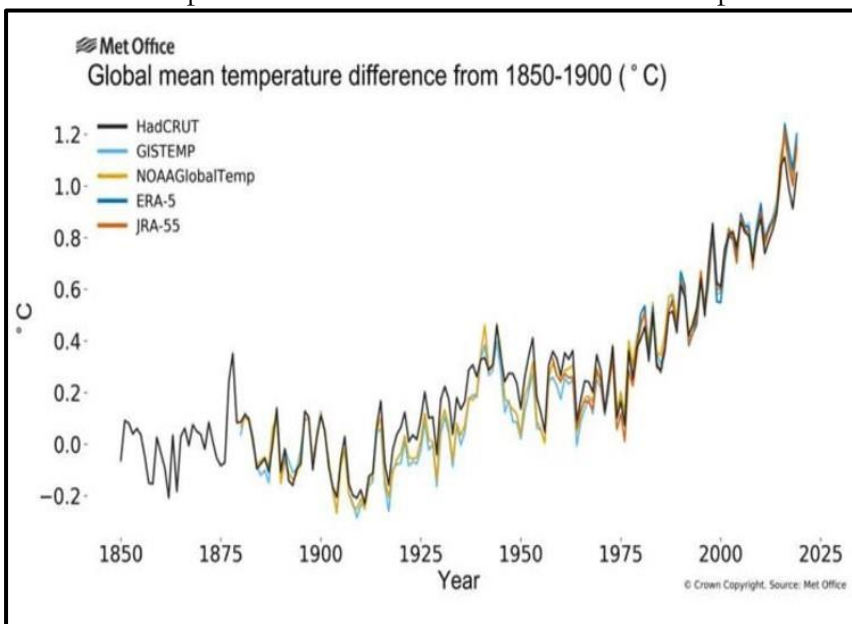 Met Office
Global mean temperature difference from 1850-1900 (°C)
HadCRUT
GISTEMP
NOAAGlobalTemp
ERA-5
JRA-55
1.2
1.0
0.8
0.6
0.4
0.2
0.0
−0.2
°C
1850 1875 1900 1925 1950 1975 2000 2025
Year
© Crown Copyright. Source: Met Office